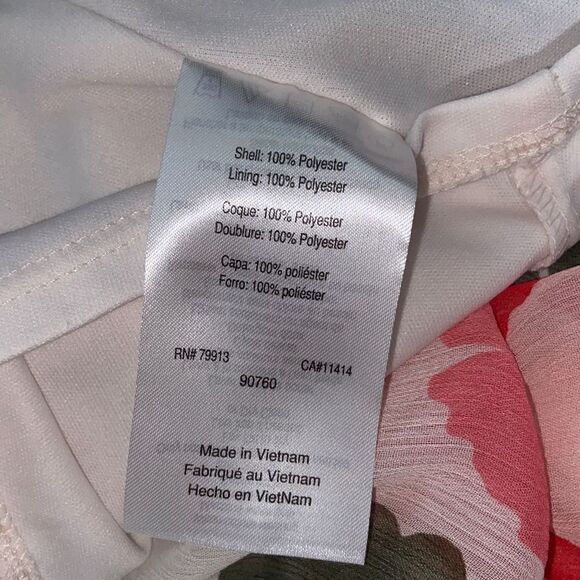 Shell: 100% Polyester
Lining: 100% Polyester
Coque: 100% Polyester
Doublure: 100% Polyester
Capa: 100% poliéster
Forro: 100% poliéster
RN# 79913 CA#11414
90760
Made in Vietnam
Fabriqué au Vietnam
Hecho en VietNam